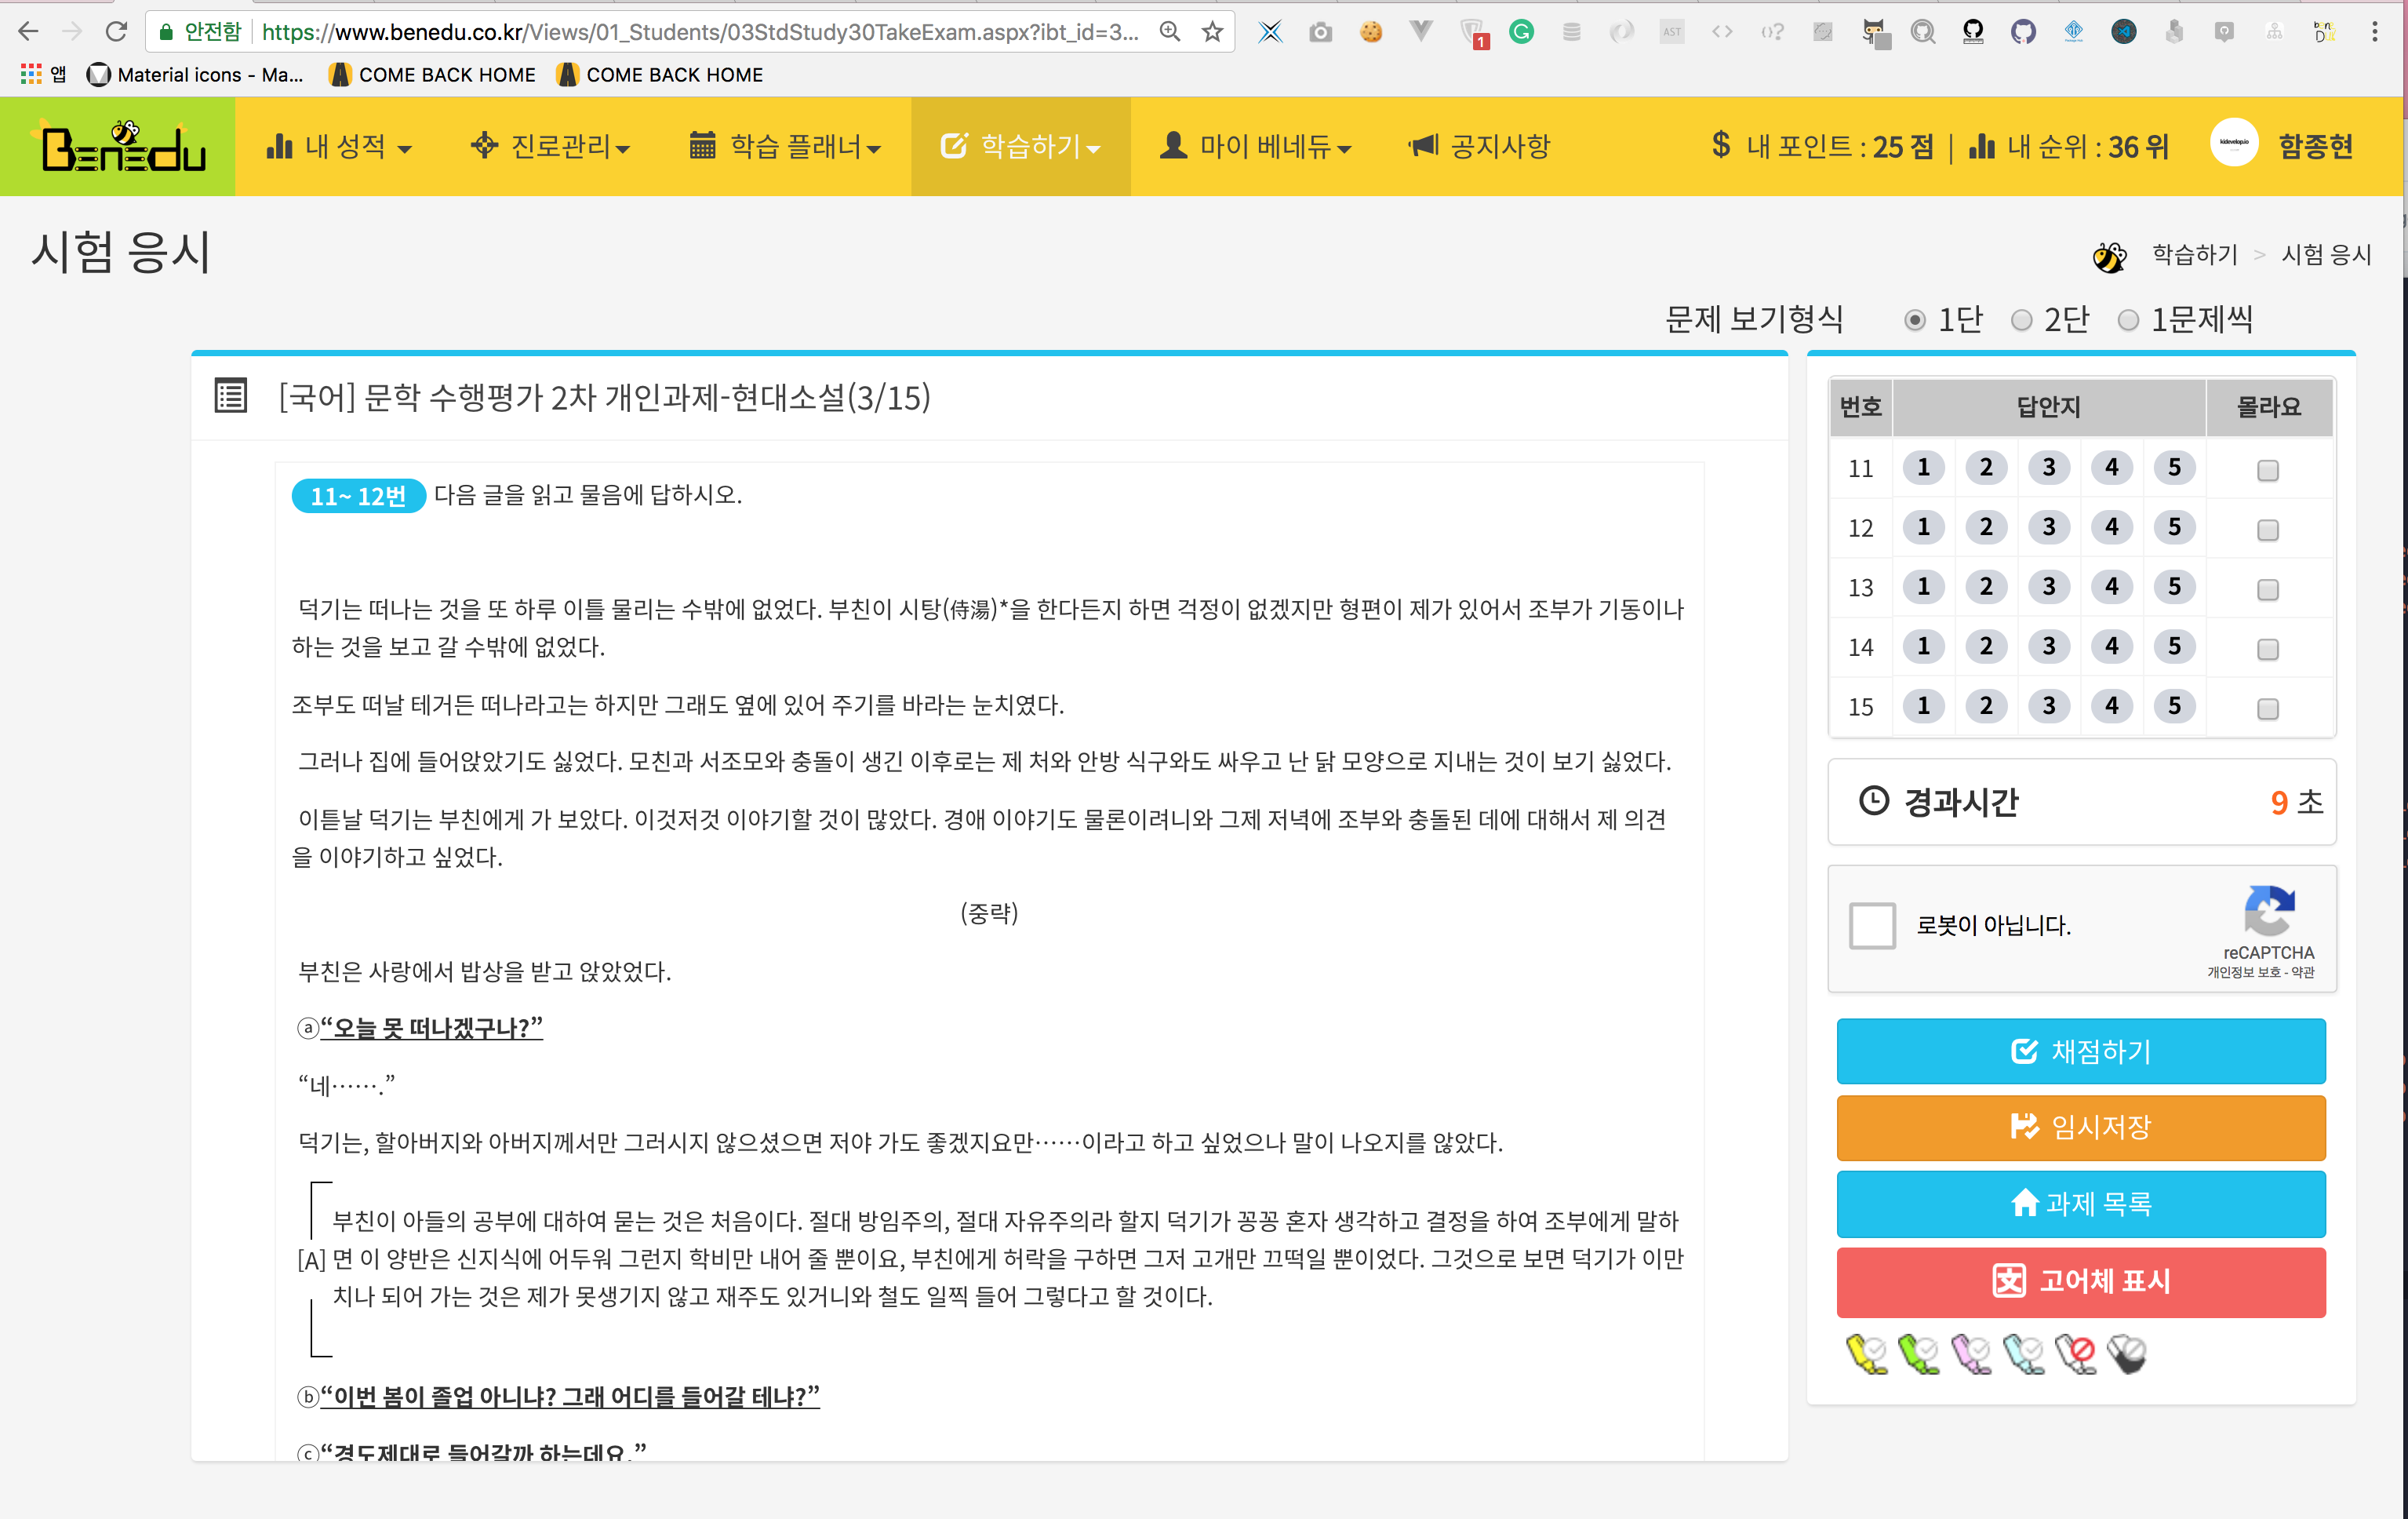 안전함 https://www.benedu.co.kr/Views/01_Students/03StdStudy30TakeExam.aspx?ibt_id=3...
앱 Material icons - Ma... COME BACK HOME COME BACK HOME
Benedu 내 성적 진로관리 학습 플래너 학습하기 마이 베네듀 공지사항 $ 내 포인트 : 25 점 | 내 순위 : 36 위 함종현
시험 응시
학습하기 > 시험 응시
문제 보기형식 1단 2단 1문제씩
[국어] 문학 수행평가 2차 개인과제-현대소설(3/15)
11~ 12번 다음 글을 읽고 물음에 답하시오.
덕기는 떠나는 것을 또 하루 이틀 물리는 수밖에 없었다. 부친이 시탕(侍湯)*을 한다든지 하면 걱정이 없겠지만 형편이 제가 있어서 조부가 기동이나
하는 것을 보고 갈 수밖에 없었다.
조부도 떠날 테거든 떠나라고는 하지만 그래도 옆에 있어 주기를 바라는 눈치였다.
그러나 집에 들어앉았기도 싫었다. 모친과 서조모와 충돌이 생긴 이후로는 제 처와 안방 식구와도 싸우고 난 닭 모양으로 지내는 것이 보기 싫었다.
이튿날 덕기는 부친에게 가 보았다. 이것저것 이야기할 것이 많았다. 경애 이야기도 물론이려니와 그제 저녁에 조부와 충돌된 데에 대해서 제 의견
을 이야기하고 싶었다.
(중략)
부친은 사랑에서 밥상을 받고 앉았었다.
ⓐ“오늘 못 떠나겠구나?”
“네…….”
덕기는, 할아버지와 아버지께서만 그러시지 않으셨으면 저야 가도 좋겠지요만……이라고 하고 싶었으나 말이 나오지를 않았다.
부친이 아들의 공부에 대하여 묻는 것은 처음이다. 절대 방임주의, 절대 자유주의라 할지 덕기가 꽁꽁 혼자 생각하고 결정을 하여 조부에게 말하
[A] 면 이 양반은 신지식에 어두워 그런지 학비만 내어 줄 뿐이요, 부친에게 허락을 구하면 그저 고개만 끄떡일 뿐이었다. 그것으로 보면 덕기가 이만
치나 되어 가는 것은 제가 못생기지 않고 재주도 있거니와 철도 일찍 들어 그렇다고 할 것이다.
ⓑ“이번 봄이 졸업 아니냐? 그래 어디를 들어갈 테냐?”
ⓒ“경도제대로 들어갈까 하는데요.”
번호 답안지 몰라요
11 1 2 3 4 5
12 1 2 3 4 5
13 1 2 3 4 5
14 1 2 3 4 5
15 1 2 3 4 5
경과시간 9 초
로봇이 아닙니다.
reCAPTCHA
개인정보 보호 - 약관
채점하기
임시저장
과제 목록
고어체 표시